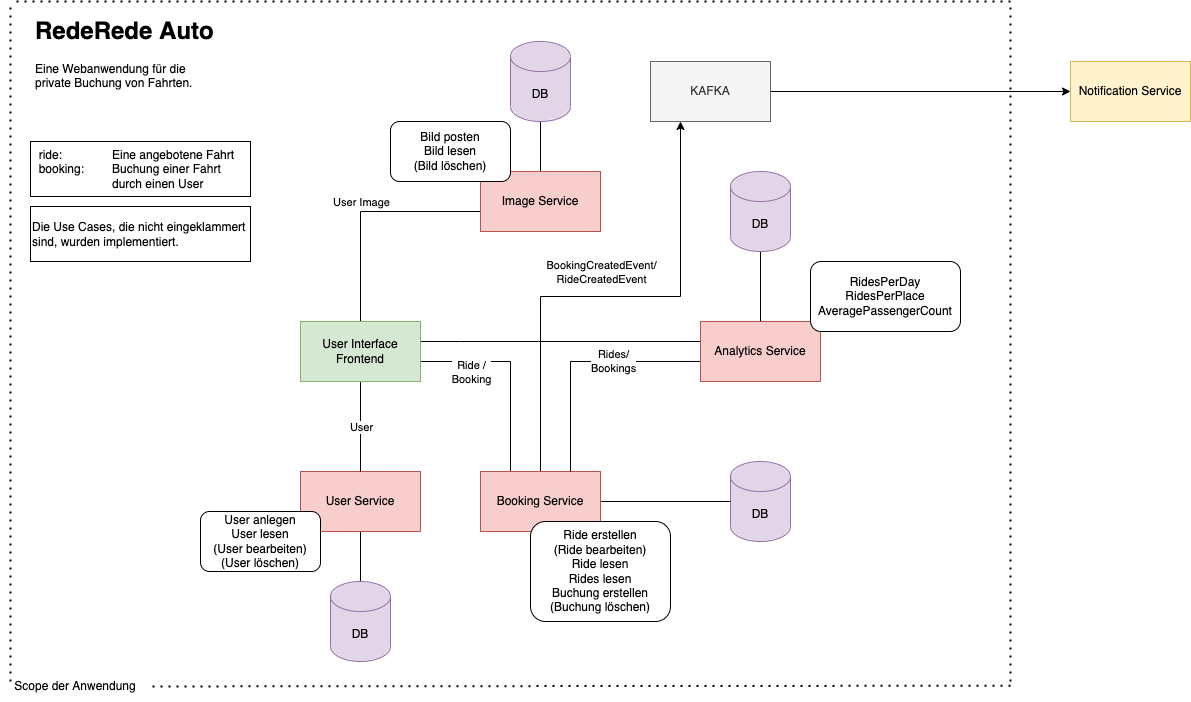 RedeRede Auto
Eine Webanwendung für die
private Buchung von Fahrten.
ride: Eine angebotene Fahrt
booking: Buchung einer Fahrt
durch einen User
Die Use Cases, die nicht eingeklammert
sind, wurden implementiert.
DB
KAFKA
Notification Service
Bild posten
Bild lesen
(Bild löschen)
Image Service
User Image
DB
BookingCreatedEvent/
RideCreatedEvent
RidesPerDay
RidesPerPlace
AveragePassengerCount
User Interface
Frontend
Analytics Service
Ride /
Booking
Rides/
Bookings
User
User Service
Booking Service
DB
User anlegen
User lesen
(User bearbeiten)
(User löschen)
Ride erstellen
(Ride bearbeiten)
Ride lesen
Rides lesen
Buchung erstellen
(Buchung löschen)
DB
Scope der Anwendung